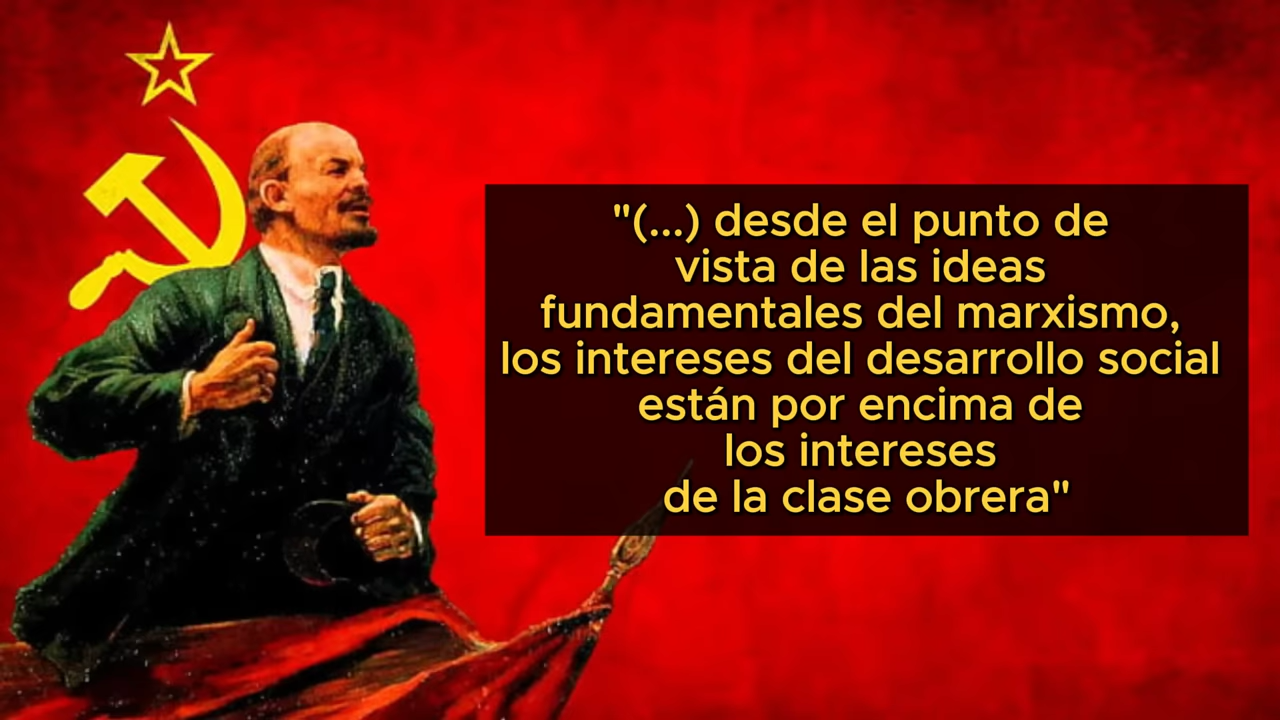 "(...) desde el punto de
vista de las ideas
fundamentales del marxismo,
los intereses del desarrollo social
están por encima de
los intereses
de la clase obrera"